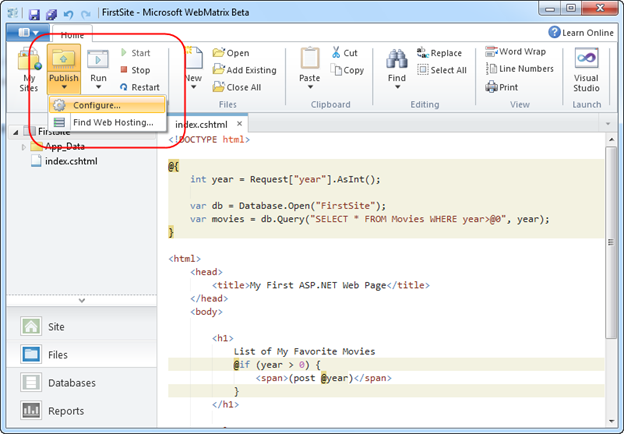 FirstSite - Microsoft WebMatrix Beta
Home
Learn Online
My Sites
Publish
Run
Start
Stop
Restart
New
Open
Add Existing
Close All
Files
Paste
Cut
Copy
Clipboard
Find
Replace
Select All
Editing
Word Wrap
Line Numbers
Print
View
Visual Studio
Launch
Configure...
Find Web Hosting...
FirstSite
App_Data
index.cshtml
index.cshtml
<!DOCTYPE html>
@{
int year = Request["year"].AsInt();
var db = Database.Open("FirstSite");
var movies = db.Query("SELECT * FROM Movies WHERE year>@0", year);
}
<html>
<head>
<title>My First ASP.NET Web Page</title>
</head>
<body>
<h1>
List of My Favorite Movies
@if (year > 0) {
<span>(post @year)</span>
}
</h1>
Site
Files
Databases
Reports